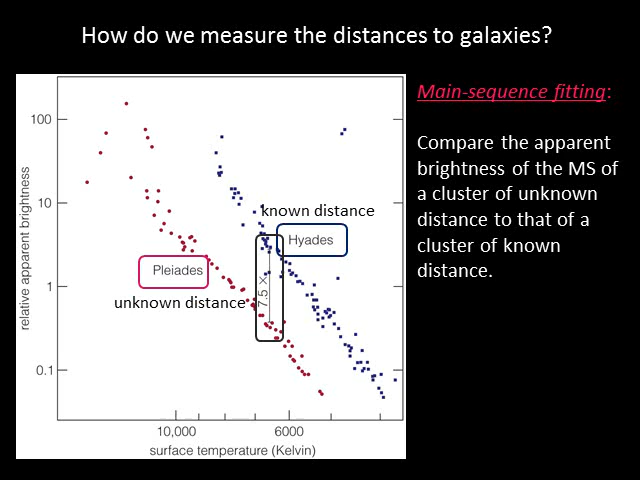 How do we measure the distances to galaxies?
Main-sequence fitting:
Compare the apparent
brightness of the MS of
a cluster of unknown
distance to that of a
cluster of known
distance.
relative apparent brightness
100
10
1
0.1
known distance
Hyades
Pleiades
unknown distance
7.5 ×
10,000
6000
surface temperature (Kelvin)